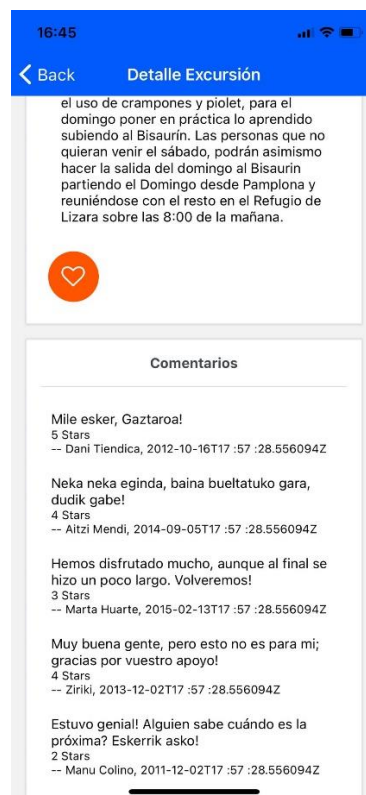 16:45
Back
Detalle Excursión
el uso de crampones y piolet, para el
domingo poner en práctica lo aprendido
subiendo al Bisaurín. Las personas que no
quieran venir el sábado, podrán asimismo
hacer la salida del domingo al Bisaurin
partiendo el Domingo desde Pamplona y
reuniéndose con el resto en el Refugio de
Lizara sobre las 8:00 de la mañana.
Comentarios
Mile esker, Gaztaroa!
5 Stars
-- Dani Tiendica, 2012-10-16T17 :57 :28.556094Z
Neka neka eginda, baina bueltatuko gara,
dudik gabe!
4 Stars
-- Aitzi Mendi, 2014-09-05T17 :57 :28.556094Z
Hemos disfrutado mucho, aunque al final se
hizo un poco largo. Volveremos!
3 Stars
-- Marta Huarte, 2015-02-13T17 :57 :28.556094Z
Muy buena gente, pero esto no es para mi;
gracias por vuestro apoyo!
4 Stars
-- Ziriki, 2013-12-02T17 :57 :28.556094Z
Estuvo genial! Alguien sabe cuándo es la
próxima? Eskerrik asko!
2 Stars
-- Manu Colino, 2011-12-02T17 :57 :28.556094Z